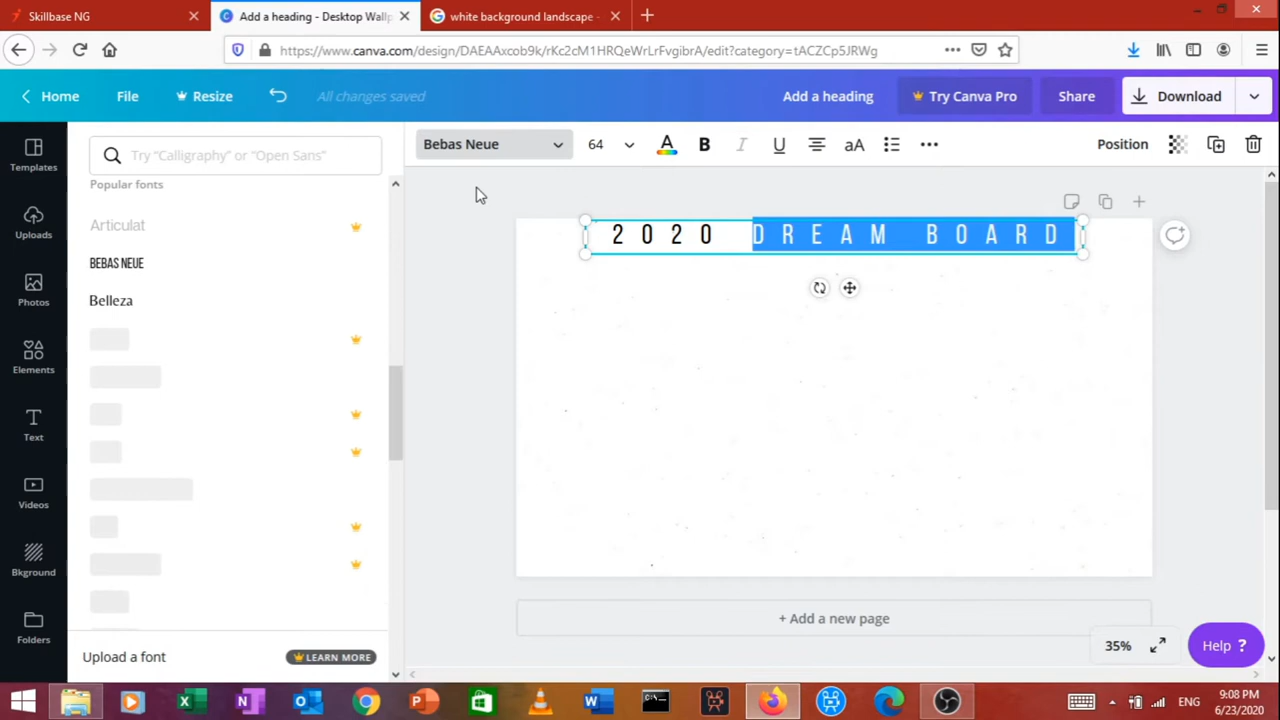 Skillbase NG
Add a heading - Desktop Wallp
white background landscape -
https://www.canva.com/design/DAEAAxcob9k/rKc2cM1HRQeWrLrFvgibrA/edit?category=tACZCp5JRWg
Home
File
Resize
All changes saved
Add a heading
Try Canva Pro
Share
Download
Templates
Uploads
Photos
Elements
Text
Videos
Bkground
Folders
Try “Calligraphy” or “Open Sans”
Popular fonts
Articulat
BEBAS NEUE
Belleza
Upload a font
LEARN MORE
Bebas Neue
64
A
B
I
U
aA
Position
2020 DREAM BOARD
+ Add a new page
35%
Help ?
ENG
9:08 PM
6/23/2020